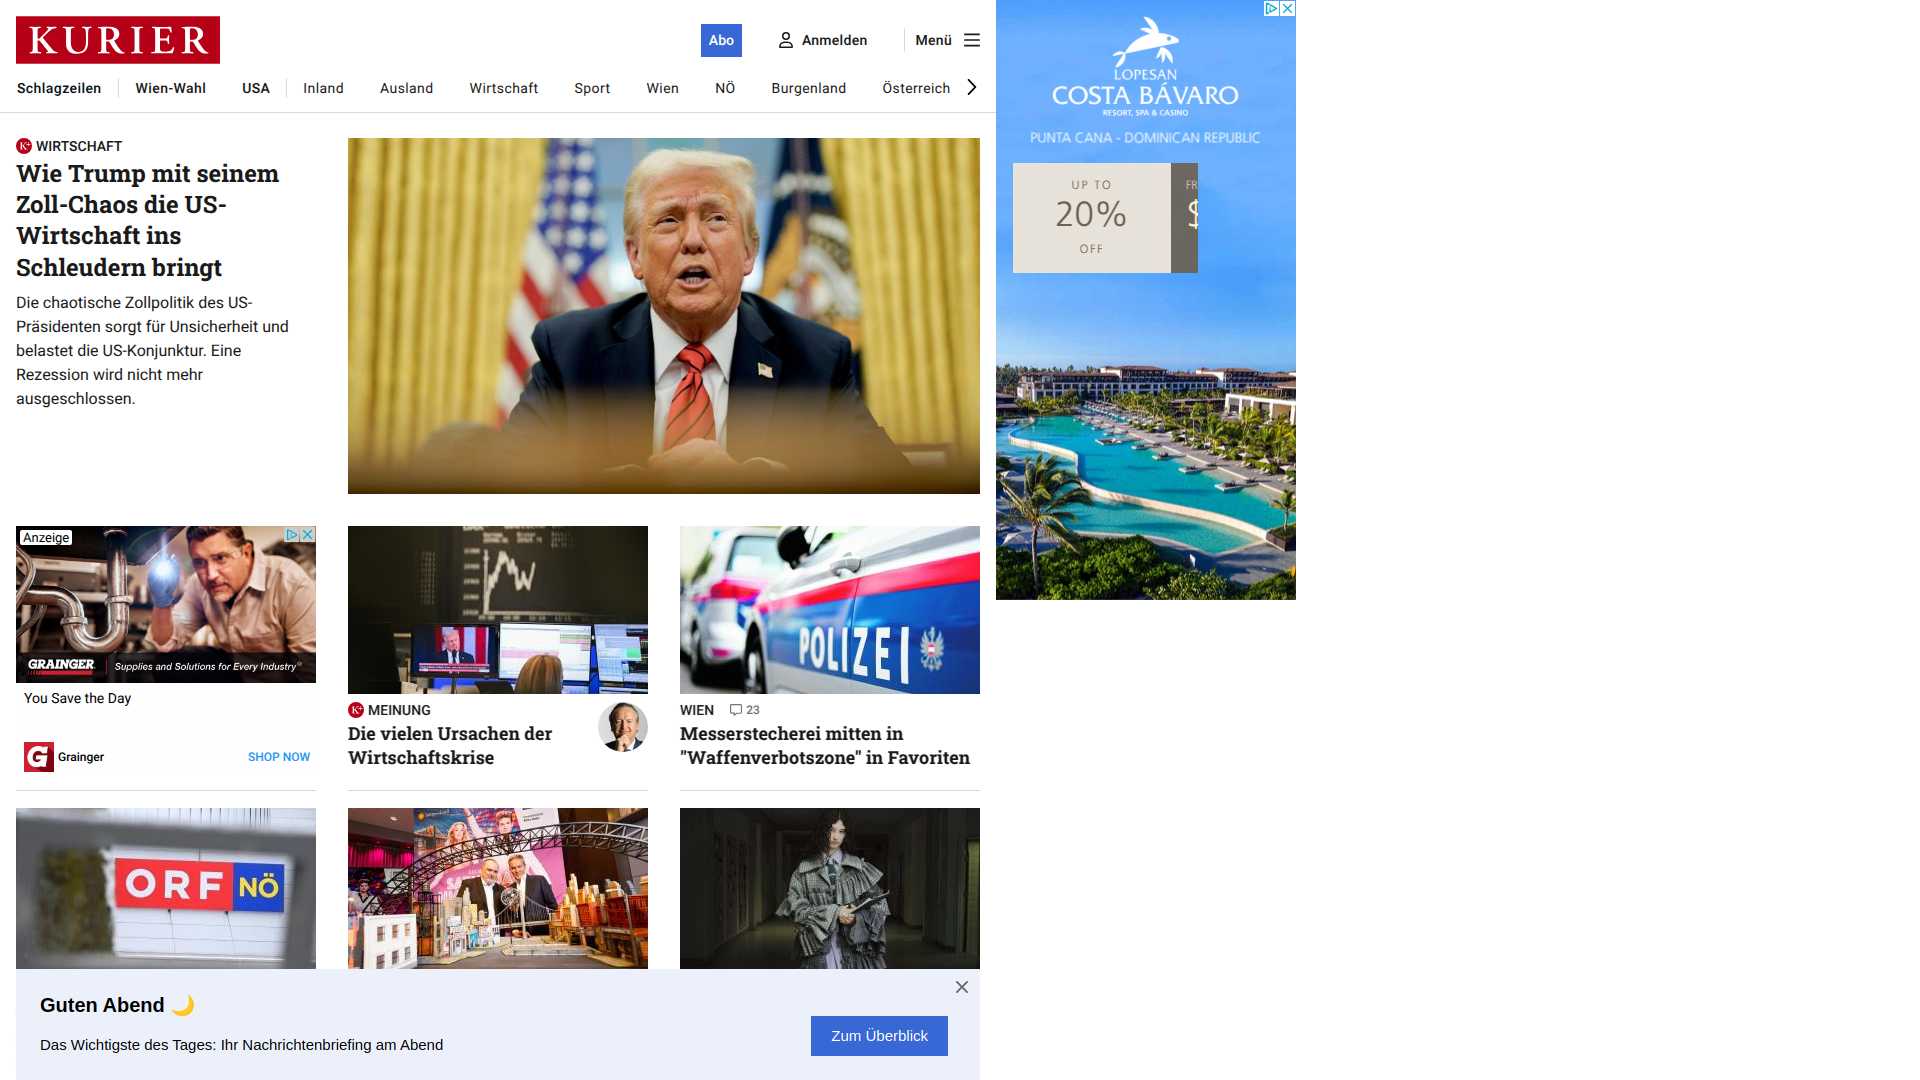 KURIER
Abo
Anmelden
Menü
Schlagzeilen
Wien-Wahl
USA
Inland
Ausland
Wirtschaft
Sport
Wien
NÖ
Burgenland
Österreich
K+ WIRTSCHAFT
Wie Trump mit seinem
Zoll-Chaos die US-
Wirtschaft ins
Schleudern bringt
Die chaotische Zollpolitik des US-
Präsidenten sorgt für Unsicherheit und
belastet die US-Konjunktur. Eine
Rezession wird nicht mehr
ausgeschlossen.
LOPESAN
COSTA BÁVARO
RESORT, SPA & CASINO
PUNTA CANA - DOMINICAN REPUBLIC
UP TO
20%
OFF
FR
$
Anzeige
GRAINGER
Supplies and Solutions for Every Industry
You Save the Day
G
Grainger
SHOP NOW
DAX
K+ MEINUNG
Die vielen Ursachen der
Wirtschaftskrise
POLIZEI
WIEN
23
Messerstecherei mitten in
"Waffenverbotszone" in Favoriten
ORF NÖ
Guten Abend 🌙
Das Wichtigste des Tages: Ihr Nachrichtenbriefing am Abend
Zum Überblick